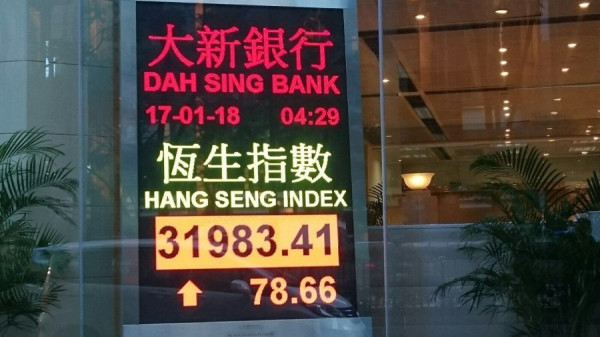 大新銀行
DAH SING BANK
17-01-18 04:29
恆生指數
HANG SENG INDEX
31983.41
↑ 78.66